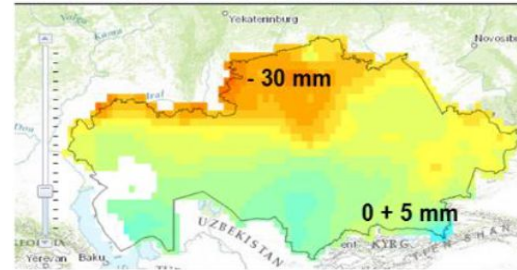 Yekaterinburg
Novosib
- 30 mm
0 + 5 mm
UZBEKISTAN
KYRG
TIEN SHAN
Yerevan
Baku